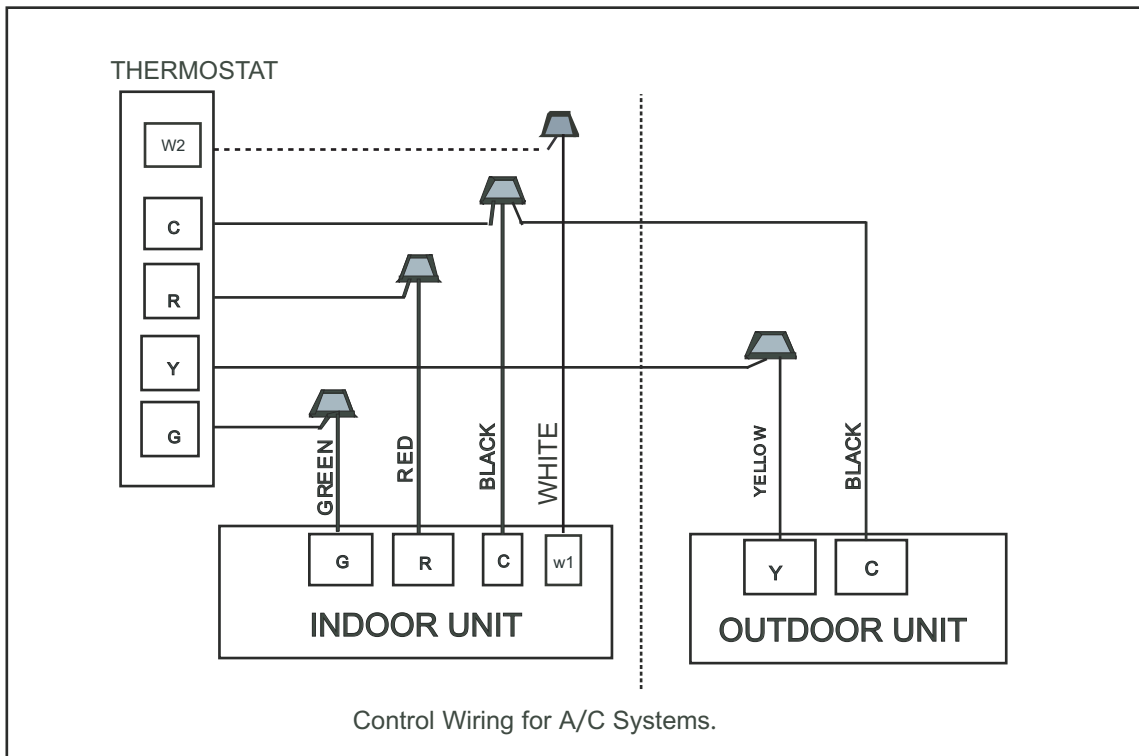 THERMOSTAT
W2
C
R
Y
G
GREEN
RED
BLACK
WHITE
YELLOW
BLACK
G
R
C
w1
INDOOR UNIT
Y
C
OUTDOOR UNIT
Control Wiring for A/C Systems.